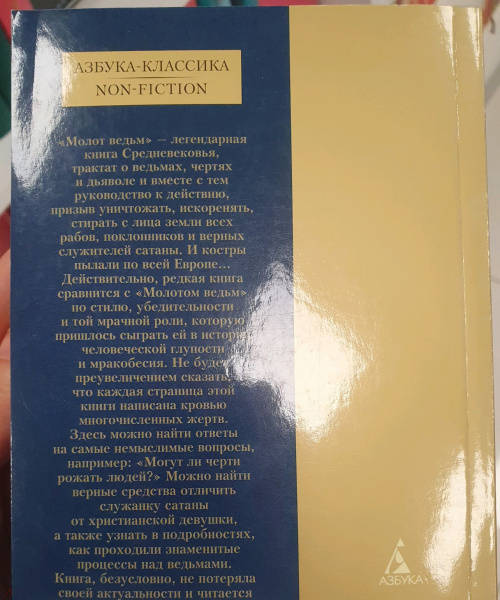 АЗБУКА-КЛАССИКА
NON-FICTION
«Молот ведьм» — легендарная
книга Средневековья,
трактат о ведьмах, чертях
и дьяволе и вместе с тем
руководство к действию,
призыв уничтожать, искоренять,
стирать с лица земли всех
рабов, поклонников и верных
служителей сатаны. И костры
пылали по всей Европе...
Действительно, редкая книга
сравнится с «Молотом ведьм»
по стилю, убедительности
и той мрачной роли, которую
пришлось сыграть ей в истории
человеческой глупости
и мракобесия. Не будет
преувеличением сказать,
что каждая страница этой
книги написана кровью
многочисленных жертв.
Здесь можно найти ответы
на самые немыслимые вопросы,
например: «Могут ли черти
рожать людей?» Можно найти
верные средства отличить
служанку сатаны
от христианской девушки,
а также узнать в подробностях,
как проходили знаменитые
процессы над ведьмами.
Книга, безусловно, не потеряла
своей актуальности и читается
АЗБУКА